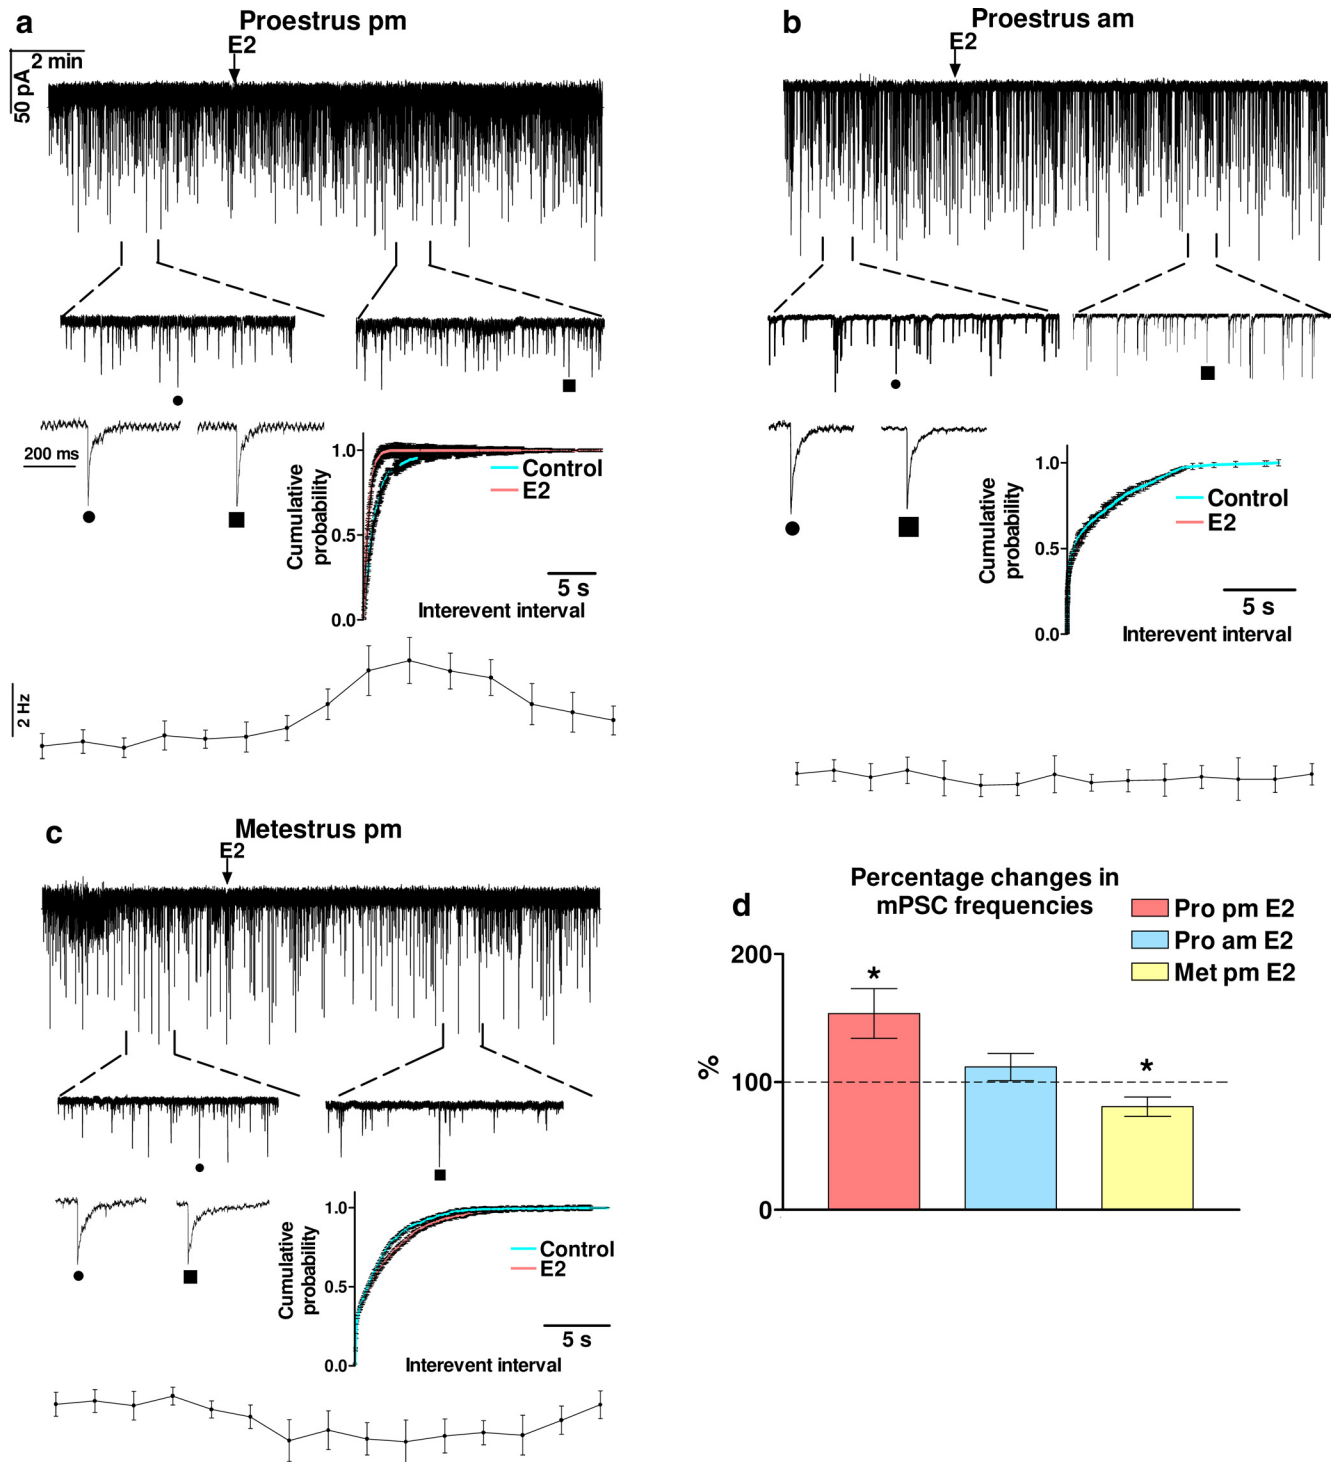 a
Proestrus pm
E2
2 min
50 pA
200 ms
1.0
0.5
0.0
Cumulative
probability
Control
E2
5 s
Interevent interval
2 Hz
b
Proestrus am
E2
1.0
0.5
0.0
Cumulative
probability
Control
E2
5 s
Interevent interval
c
Metestrus pm
E2
1.0
0.5
0.0
Cumulative
probability
Control
E2
5 s
Interevent interval
d
Percentage changes in
mPSC frequencies
Pro pm E2
Pro am E2
Met pm E2
200
100
0
%
*
*